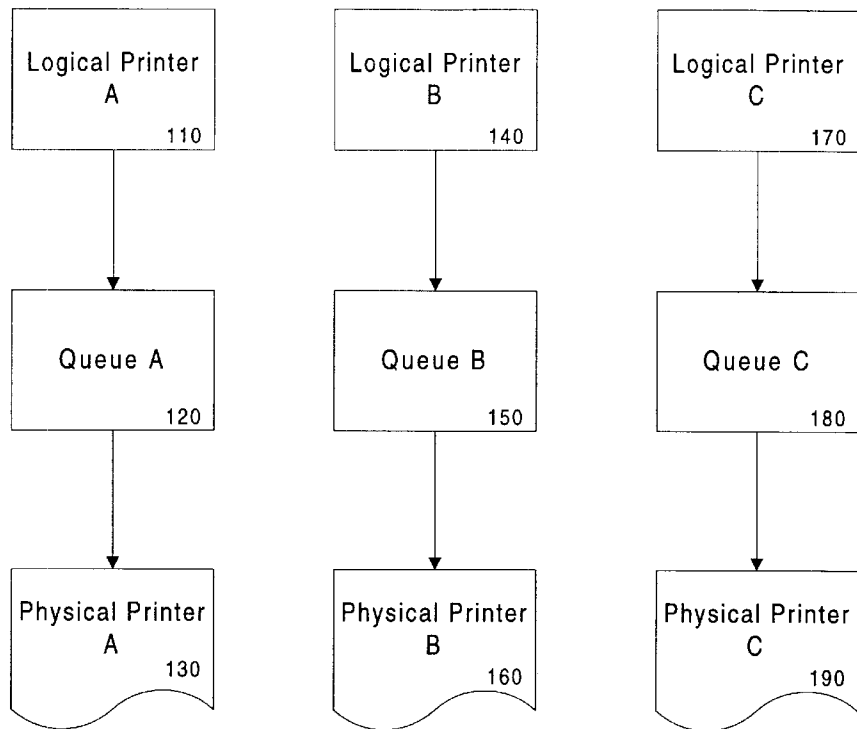 Logical Printer
A
110
Logical Printer
B
140
Logical Printer
C
170
Queue A
120
Queue B
150
Queue C
180
Physical Printer
A
130
Physical Printer
B
160
Physical Printer
C
190